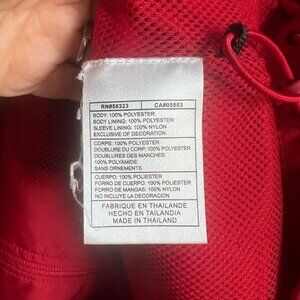 RN#56323 CA#05553
BODY: 100% POLYESTER
BODY LINING: 100% POLYESTER
SLEEVE LINING: 100% NYLON
EXCLUSIVE OF DECORATION
CORPS: 100% POLYESTER
DOUBLURE DU CORP: 100% POLYESTER
DOUBLURES DES MANCHES:
100% POLYAMIDE
SANS ORNEMENTS
CUERPO: 100% POLIESTER
FORRO DE CUERPO: 100% POLIESTER
FORRO DE MANGAS: 100% NYLON
NO INCLUYE LA DECORACION
FABRIQUE EN THAILANDE
HECHO EN TAILANDIA
MADE IN THAILAND